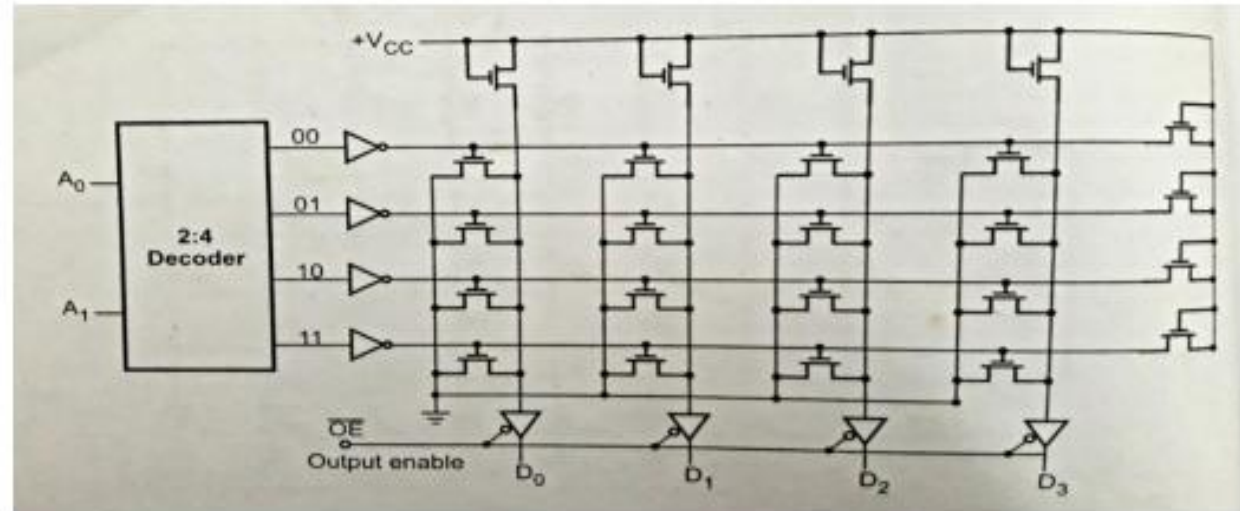 +VCC
00
A0
01
2:4
Decoder
10
A1
11
OE
Output enable
D0
D1
D2
D3